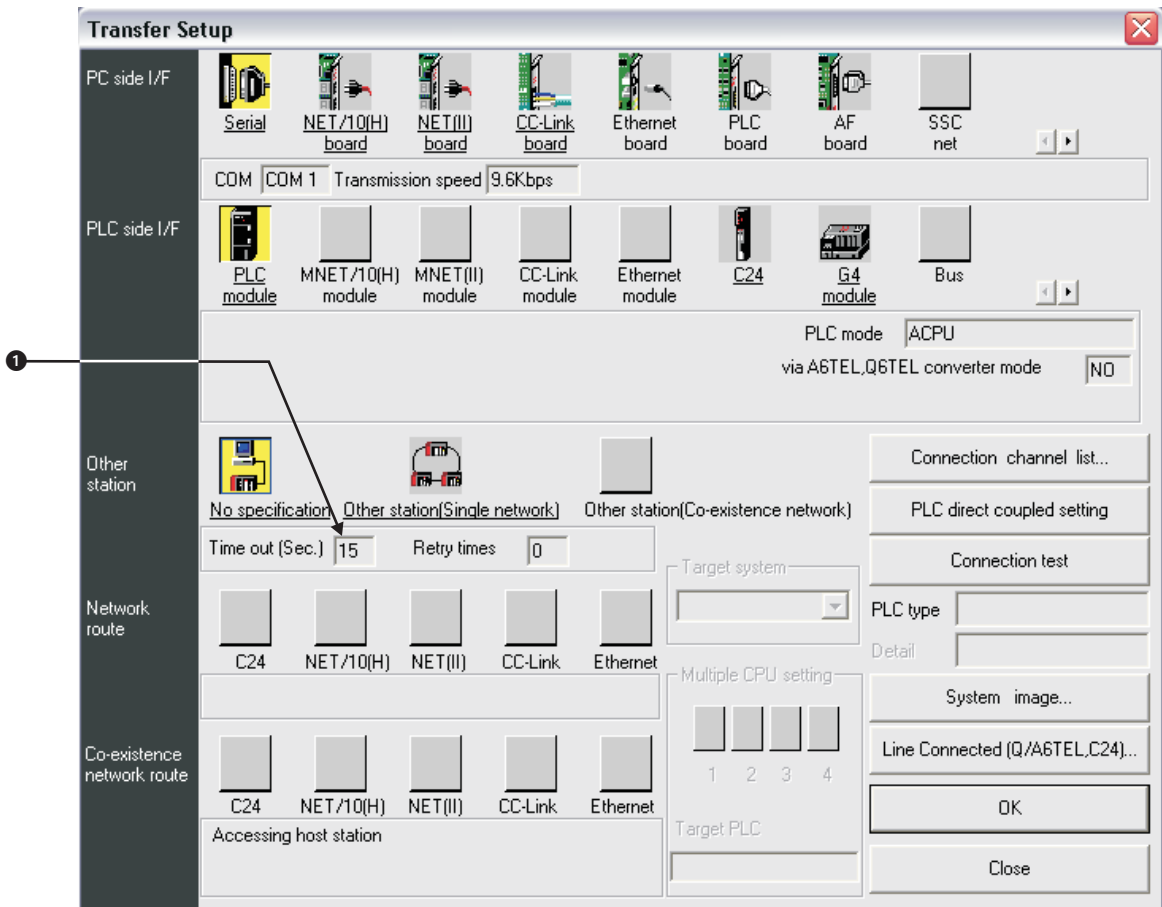 Transfer Setup
PC side I/F
Serial
NET/10(H) board
NET(II) board
CC-Link board
Ethernet board
PLC board
AF board
SSC net
COM COM 1 Transmission speed 9.6Kbps
PLC side I/F
PLC module
MNET/10(H) module
MNET(II) module
CC-Link module
Ethernet module
C24
G4 module
Bus
PLC mode ACPU
1
via A6TEL,Q6TEL converter mode NO
Other station
No specification
Other station(Single network)
Other station(Co-existence network)
Time out (Sec.) 15 Retry times 0
Connection channel list...
PLC direct coupled setting
Connection test
Target system
PLC type
Detail
Network route
C24 NET/10(H) NET(II) CC-Link Ethernet
Multiple CPU setting
1 2 3 4
System image...
Line Connected (Q/A6TEL,C24)...
Co-existence network route
C24 NET/10(H) NET(II) CC-Link Ethernet
Accessing host station
Target PLC
OK
Close